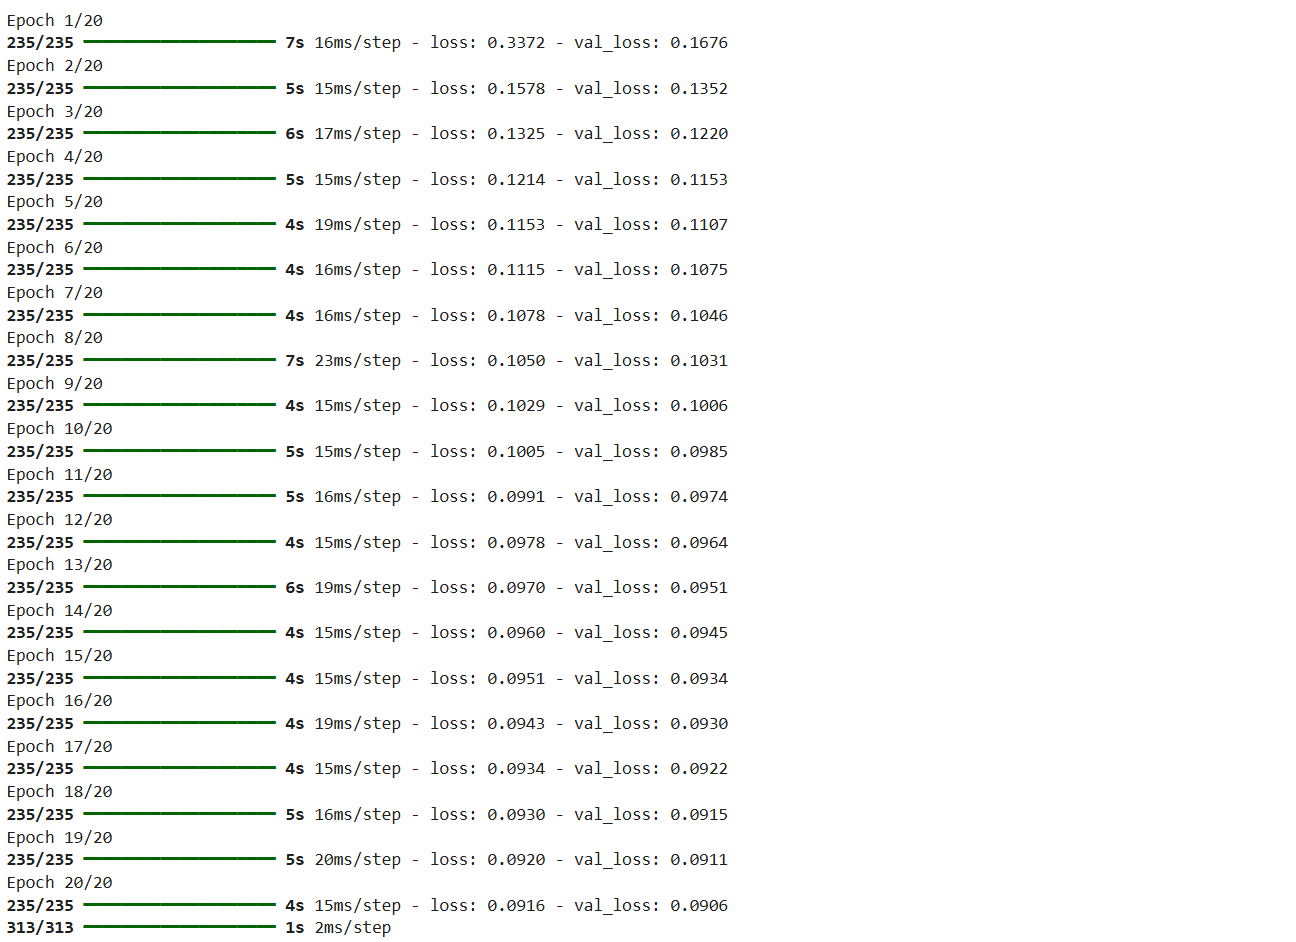 Epoch 1/20
235/235 ━━━━━━━━━━━━━━━━━━━━ 7s 16ms/step - loss: 0.3372 - val_loss: 0.1676
Epoch 2/20
235/235 ━━━━━━━━━━━━━━━━━━━━ 5s 15ms/step - loss: 0.1578 - val_loss: 0.1352
Epoch 3/20
235/235 ━━━━━━━━━━━━━━━━━━━━ 6s 17ms/step - loss: 0.1325 - val_loss: 0.1220
Epoch 4/20
235/235 ━━━━━━━━━━━━━━━━━━━━ 5s 15ms/step - loss: 0.1214 - val_loss: 0.1153
Epoch 5/20
235/235 ━━━━━━━━━━━━━━━━━━━━ 4s 19ms/step - loss: 0.1153 - val_loss: 0.1107
Epoch 6/20
235/235 ━━━━━━━━━━━━━━━━━━━━ 4s 16ms/step - loss: 0.1115 - val_loss: 0.1075
Epoch 7/20
235/235 ━━━━━━━━━━━━━━━━━━━━ 4s 16ms/step - loss: 0.1078 - val_loss: 0.1046
Epoch 8/20
235/235 ━━━━━━━━━━━━━━━━━━━━ 7s 23ms/step - loss: 0.1050 - val_loss: 0.1031
Epoch 9/20
235/235 ━━━━━━━━━━━━━━━━━━━━ 4s 15ms/step - loss: 0.1029 - val_loss: 0.1006
Epoch 10/20
235/235 ━━━━━━━━━━━━━━━━━━━━ 5s 15ms/step - loss: 0.1005 - val_loss: 0.0985
Epoch 11/20
235/235 ━━━━━━━━━━━━━━━━━━━━ 5s 16ms/step - loss: 0.0991 - val_loss: 0.0974
Epoch 12/20
235/235 ━━━━━━━━━━━━━━━━━━━━ 4s 15ms/step - loss: 0.0978 - val_loss: 0.0964
Epoch 13/20
235/235 ━━━━━━━━━━━━━━━━━━━━ 6s 19ms/step - loss: 0.0970 - val_loss: 0.0951
Epoch 14/20
235/235 ━━━━━━━━━━━━━━━━━━━━ 4s 15ms/step - loss: 0.0960 - val_loss: 0.0945
Epoch 15/20
235/235 ━━━━━━━━━━━━━━━━━━━━ 4s 15ms/step - loss: 0.0951 - val_loss: 0.0934
Epoch 16/20
235/235 ━━━━━━━━━━━━━━━━━━━━ 4s 19ms/step - loss: 0.0943 - val_loss: 0.0930
Epoch 17/20
235/235 ━━━━━━━━━━━━━━━━━━━━ 4s 15ms/step - loss: 0.0934 - val_loss: 0.0922
Epoch 18/20
235/235 ━━━━━━━━━━━━━━━━━━━━ 5s 16ms/step - loss: 0.0930 - val_loss: 0.0915
Epoch 19/20
235/235 ━━━━━━━━━━━━━━━━━━━━ 5s 20ms/step - loss: 0.0920 - val_loss: 0.0911
Epoch 20/20
235/235 ━━━━━━━━━━━━━━━━━━━━ 4s 15ms/step - loss: 0.0916 - val_loss: 0.0906
313/313 ━━━━━━━━━━━━━━━━━━━━ 1s 2ms/step